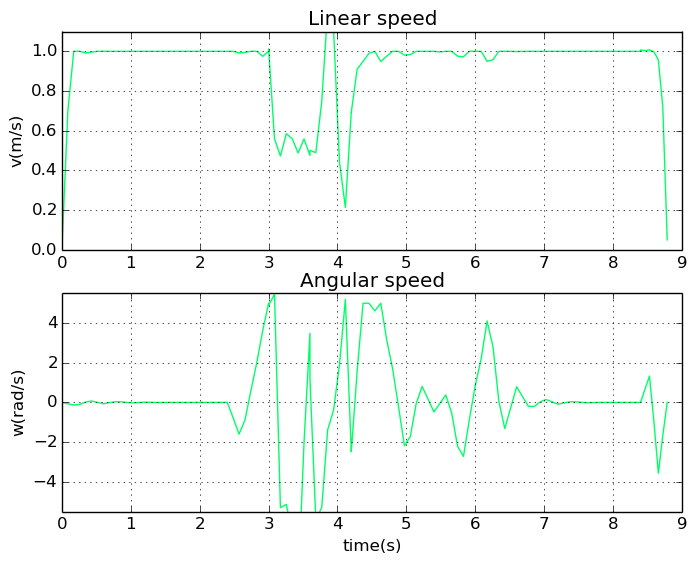 Linear speed
v(m/s)
1.0
0.8
0.6
0.4
0.2
0.0
0 1 2 3 4 5 6 7 8 9
Angular speed
w(rad/s)
4
2
0
−2
−4
0 1 2 3 4 5 6 7 8 9
time(s)